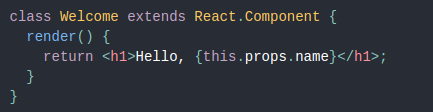 class Welcome extends React.Component {
  render() {
    return <h1>Hello, {this.props.name}</h1>;
  }
}